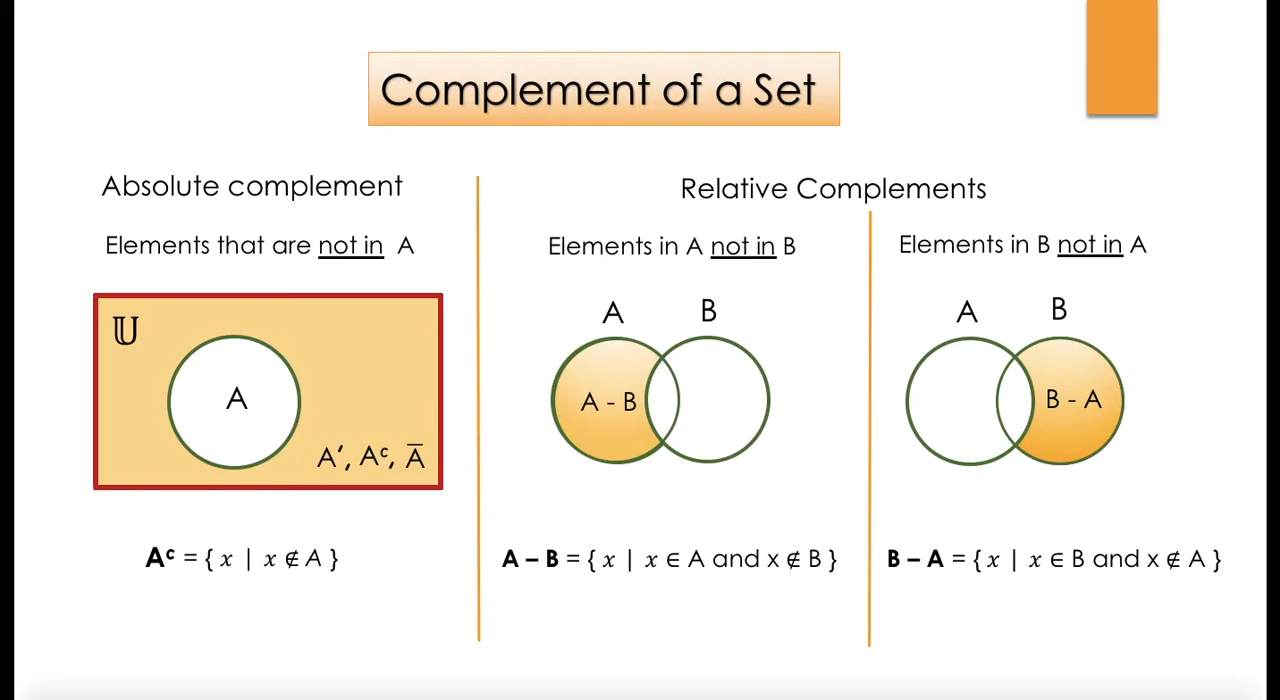 Complement of a Set
Absolute complement
Elements that are not in A
𝕌
A
A′, Aᶜ, A̅
Aᶜ = { x | x ∉ A }
Relative Complements
Elements in A not in B
A B
A - B
A – B = { x | x ∈ A and x ∉ B }
Elements in B not in A
A B
B - A
B – A = { x | x ∈ B and x ∉ A }